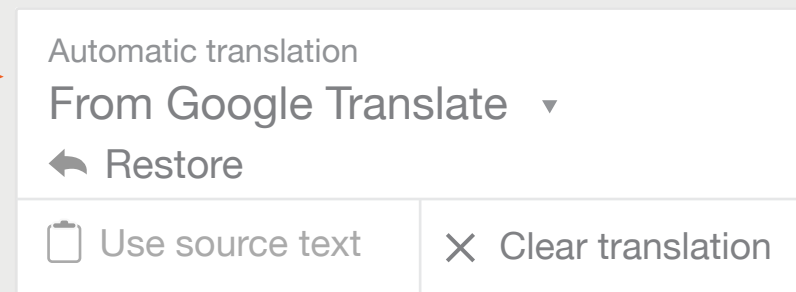 Automatic translation
From Google Translate
Restore
Use source text
Clear translation